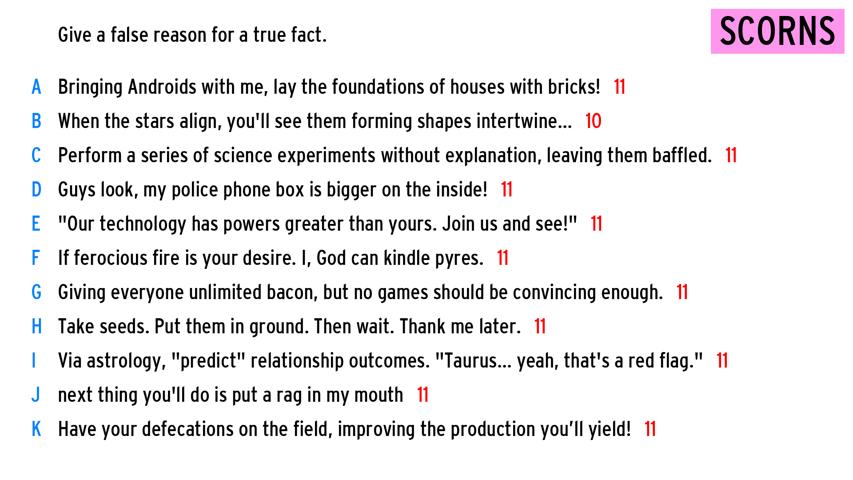 Give a false reason for a true fact.
SCORNS
A Bringing Androids with me, lay the foundations of houses with bricks! 11
B When the stars align, you'll see them forming shapes intertwine... 10
C Perform a series of science experiments without explanation, leaving them baffled. 11
D Guys look, my police phone box is bigger on the inside! 11
E "Our technology has powers greater than yours. Join us and see!" 11
F If ferocious fire is your desire. I, God can kindle pyres. 11
G Giving everyone unlimited bacon, but no games should be convincing enough. 11
H Take seeds. Put them in ground. Then wait. Thank me later. 11
I Via astrology, "predict" relationship outcomes. "Taurus... yeah, that's a red flag." 11
J next thing you'll do is put a rag in my mouth 11
K Have your defecations on the field, improving the production you'll yield! 11